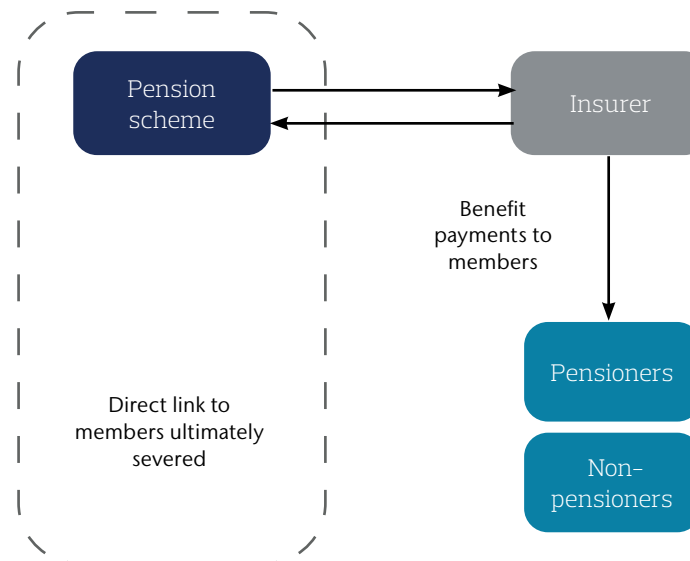 Pension
scheme
Insurer
Benefit
payments to
members
Pensioners
Direct link to
members ultimately
severed
Non-
pensioners